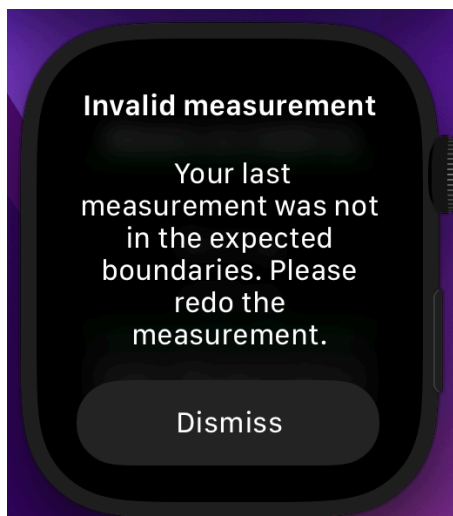 Invalid measurement
Your last
measurement was not
in the expected
boundaries. Please
redo the
measurement.
Dismiss